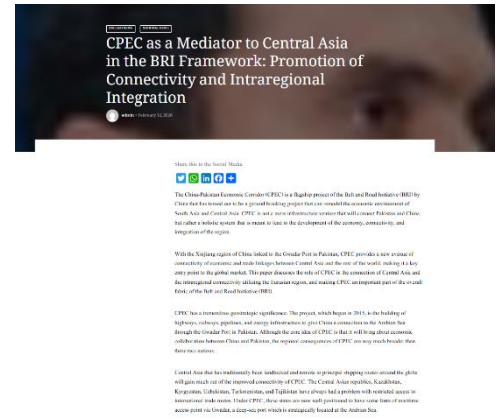 CPEC as a Mediator to Central Asia
in the BRI Framework: Promotion of
Connectivity and Intraregional
Integration
admin • February 12, 2026
Share this to the Social Media
The China-Pakistan Economic Corridor (CPEC) is a flagship project of the Belt and Road Initiative (BRI) by
China that has turned out to be a ground breaking project that can remodel the economic environment of
South Asia and Central Asia. CPEC is not a mere infrastructure venture that will connect Pakistan and China,
but rather a holistic system that is meant to lead to the development of the economy, connectivity, and
integration of the region.
With the Xinjiang region of China linked to the Gwadar Port in Pakistan, CPEC provides a new avenue of
connectivity of economic and trade linkages between Central Asia and the rest of the world, making it a key
entry point to the global market. This paper discusses the role of CPEC in the connection of Central Asia and
the intraregional connectivity utilizing the Eurasian region, and making CPEC an important part of the overall
fabric of the Belt and Road Initiative (BRI).
CPEC has a tremendous geostrategic significance. The project, which began in 2015, is the building of
highways, railways, pipelines, and energy infrastructure to give China a connection to the Arabian Sea
through the Gwadar Port in Pakistan. Although the core idea of CPEC is that it will bring about economic
collaboration between China and Pakistan, the regional consequences of CPEC are way much broader than
these two nations.
Central Asia that has traditionally been landlocked and remote to principal shipping routes around the globe
will gain much out of the improved connectivity of CPEC. The Central Asian republics, Kazakhstan,
Kyrgyzstan, Uzbekistan, Turkmenistan, and Tajikistan have always had a problem with restricted access to
international trade routes. Under CPEC, these states are now well-positioned to have some form of maritime
access point via Gwadar, a deep-sea port which is strategically located at the Arabian Sea.